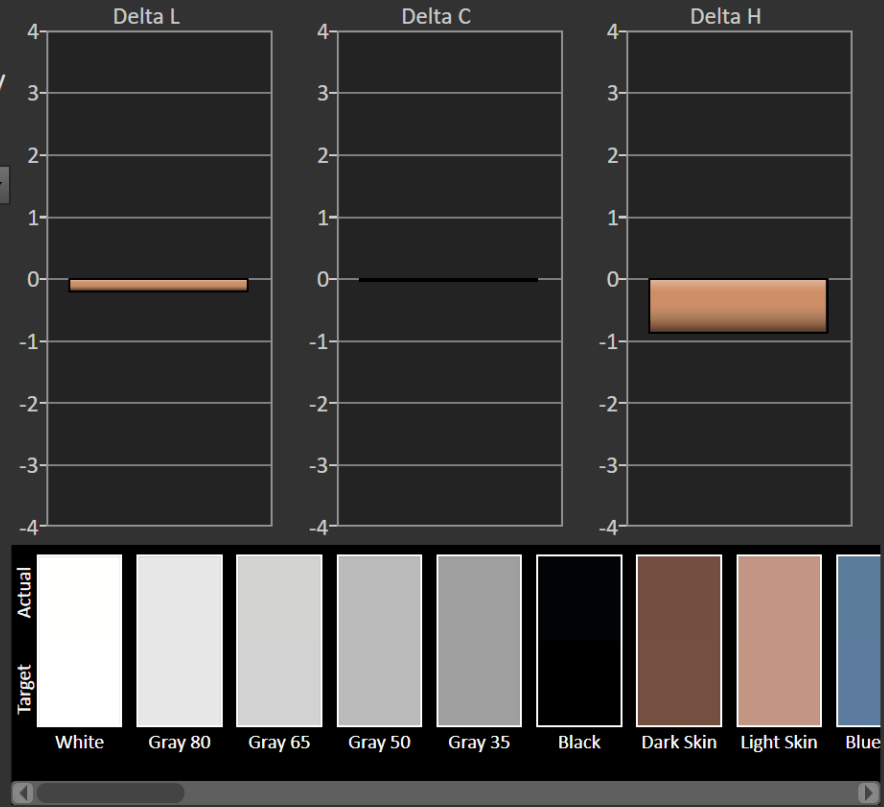 Delta L
4
3
2
1
0
-1
-2
-3
-4
Delta C
4
3
2
1
0
-1
-2
-3
-4
Delta H
4
3
2
1
0
-1
-2
-3
-4
Actual
Target
White
Gray 80
Gray 65
Gray 50
Gray 35
Black
Dark Skin
Light Skin
Blue